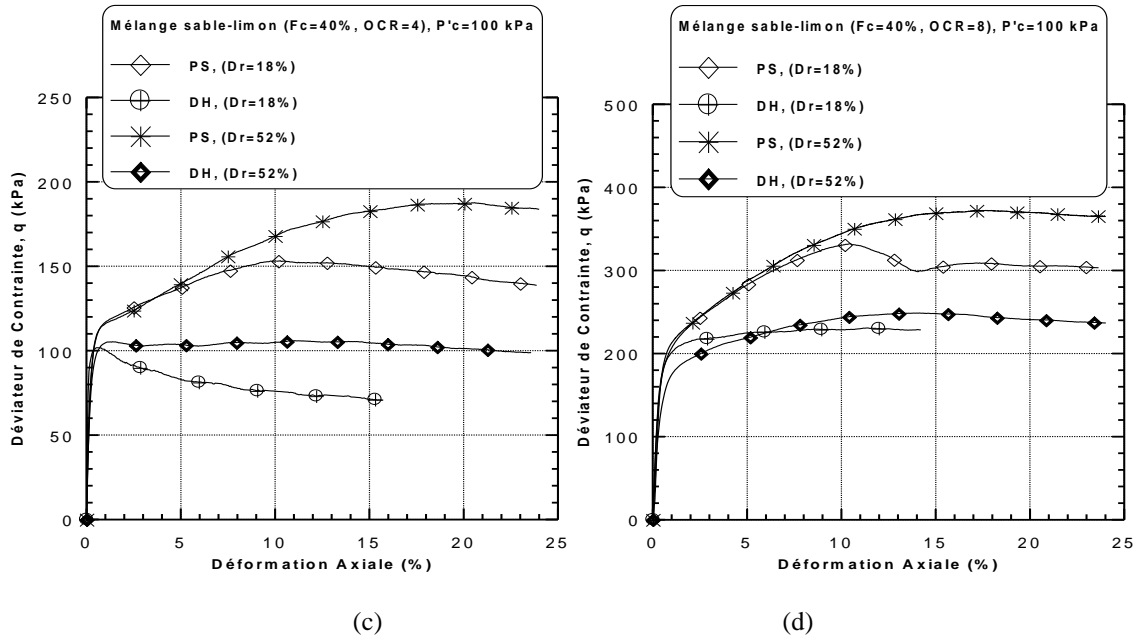 Mélange sable-limon (Fc=40%, OCR=4), P'c=100 kPa
PS, (Dr=18%)
DH, (Dr=18%)
PS, (Dr=52%)
DH, (Dr=52%)
250
200
150
100
50
0
Déviateur de Contrainte, q (kPa)
0 5 10 15 20 25
Déformation Axiale (%)
(c)
Mélange sable-limon (Fc=40%, OCR=8), P'c=100 kPa
PS, (Dr=18%)
DH, (Dr=18%)
PS, (Dr=52%)
DH, (Dr=52%)
500
400
300
200
100
0
Déviateur de Contrainte, q (kPa)
0 5 10 15 20 25
Déformation Axiale (%)
(d)